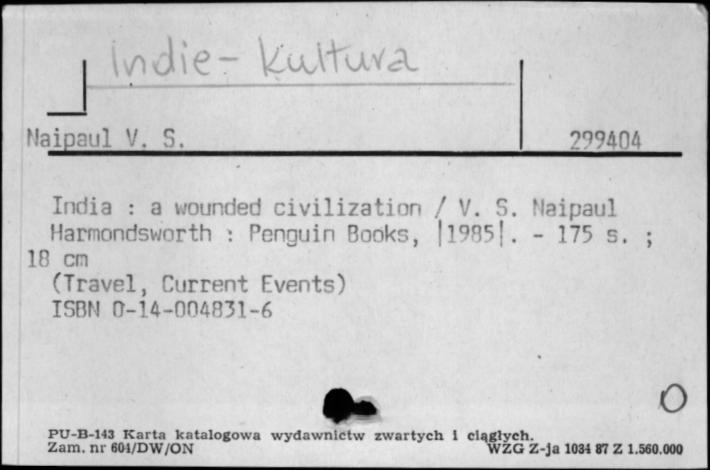 Indie - kultura
Naipaul V. S. 299404
India : a wounded civilization / V. S. Naipaul
Harmondsworth : Penguin Books, |1985|. - 175 s. ;
18 cm
(Travel, Current Events)
ISBN 0-14-004831-6
O
PU-B-143 Karta katalogowa wydawnictw zwartych i ciągłych.
Zam. nr 601/DW/ON WZG Z-ja 1034 87 Z 1.560.000